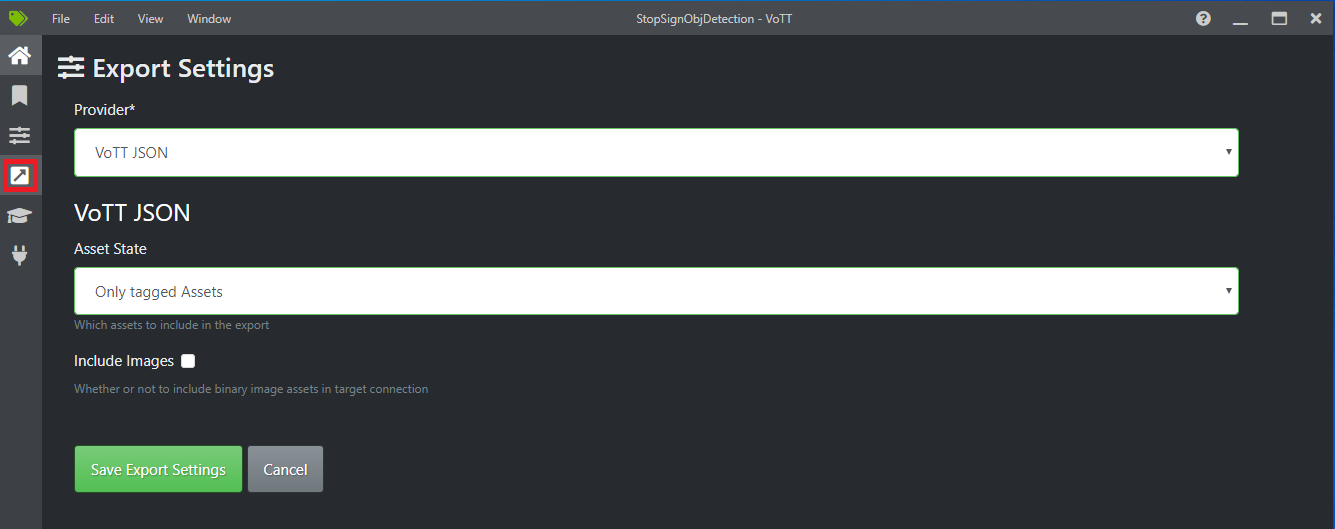 File Edit View Window StopSignObjDetection - VoTT
Export Settings
Provider*
VoTT JSON
VoTT JSON
Asset State
Only tagged Assets
Which assets to include in the export
Include Images
Whether or not to include binary image assets in target connection
Save Export Settings Cancel